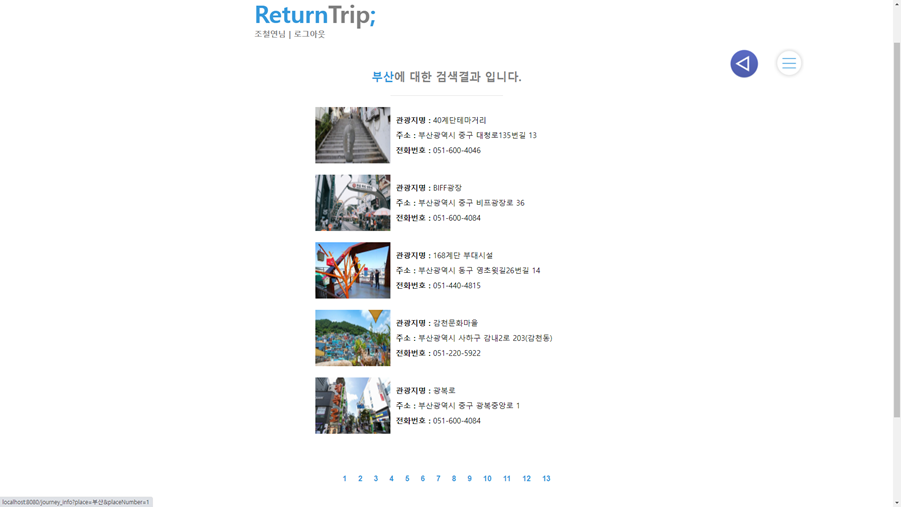 ReturnTrip;
조철연님 | 로그아웃
부산에 대한 검색결과 입니다.
관광지명 : 40계단테마거리
주소 : 부산광역시 중구 대청로135번길 13
전화번호 : 051-600-4046
관광지명 : BIFF광장
주소 : 부산광역시 중구 비프광장로 36
전화번호 : 051-600-4084
관광지명 : 168계단 부대시설
주소 : 부산광역시 동구 영초윗길26번길 14
전화번호 : 051-440-4815
관광지명 : 감천문화마을
주소 : 부산광역시 사하구 감내2로 203(감천동)
전화번호 : 051-220-5922
관광지명 : 광복로
주소 : 부산광역시 중구 광복중앙로 1
전화번호 : 051-600-4084
1 2 3 4 5 6 7 8 9 10 11 12 13
localhost:8080/journey_info?place=부산&placeNumber=1